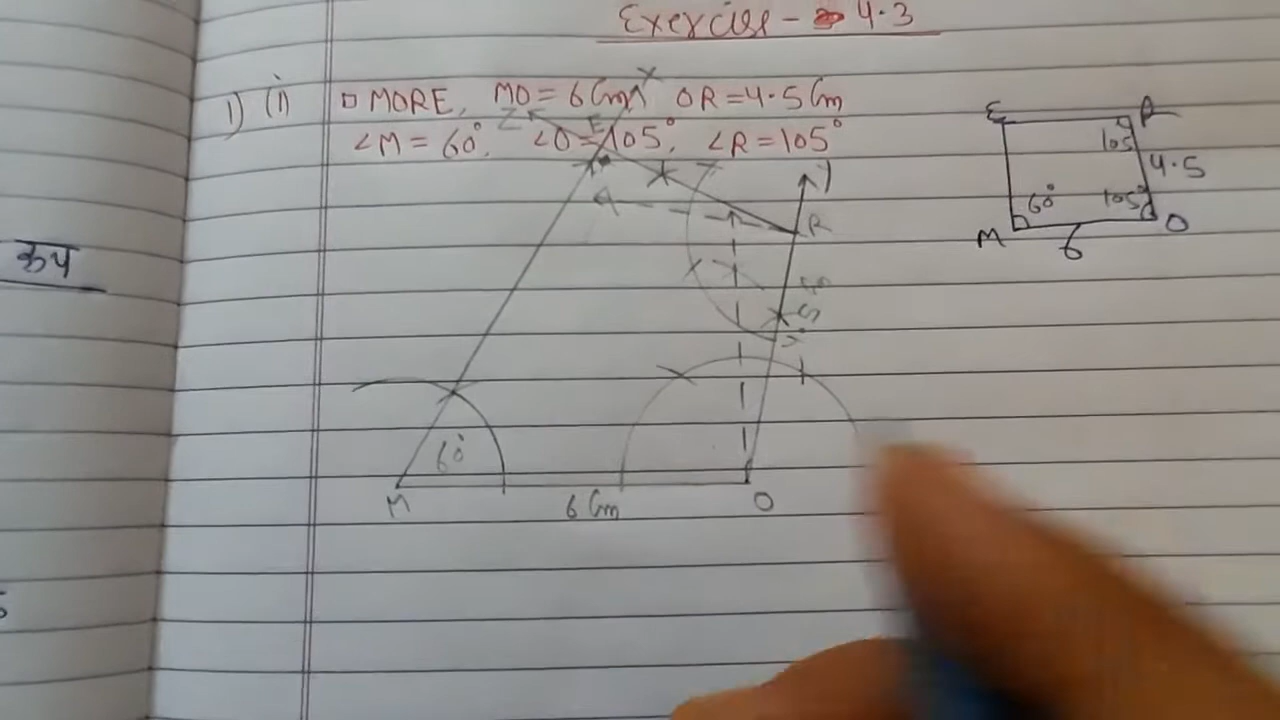 Exercise - 4.3
1) (i) □ MORE, MO = 6 Cm, OR = 4.5 Cm
∠M = 60°, ∠O = 105°, ∠R = 105°
X
Z
E
Y
R
S
60°
M
6 Cm
O
E
R
105°
4.5
60°
105°
M
6
O
रूप
5